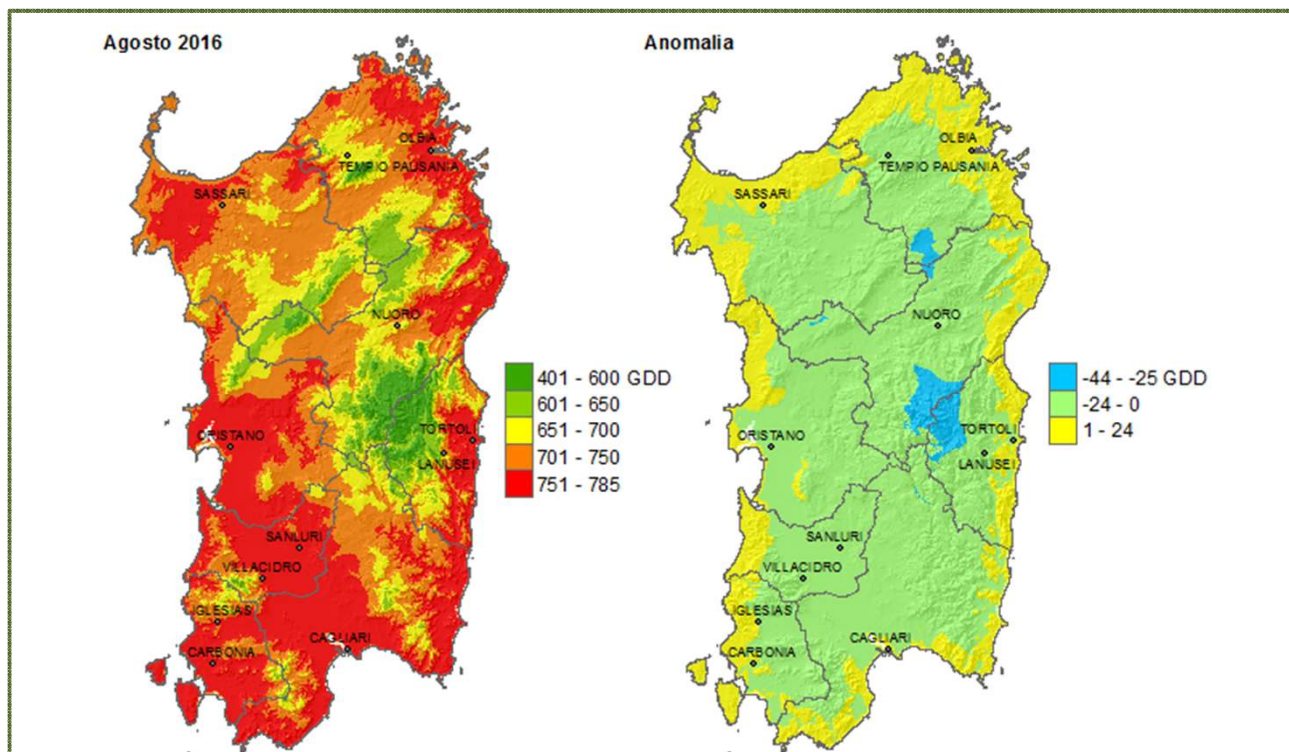 Agosto 2016
OLBIA
TEMPIO PAUSANIA
SASSARI
NUORO
ORISTANO
TORTOLI
LANUSEI
SANLURI
VILLACIDRO
IGLESIAS
CAGLIARI
CARBONIA
401 - 600 GDD
601 - 650
651 - 700
701 - 750
751 - 785
Anomalia
OLBIA
TEMPIO PAUSANIA
SASSARI
NUORO
ORISTANO
TORTOLI
LANUSEI
SANLURI
VILLACIDRO
IGLESIAS
CAGLIARI
CARBONIA
-44 - -25 GDD
-24 - 0
1 - 24